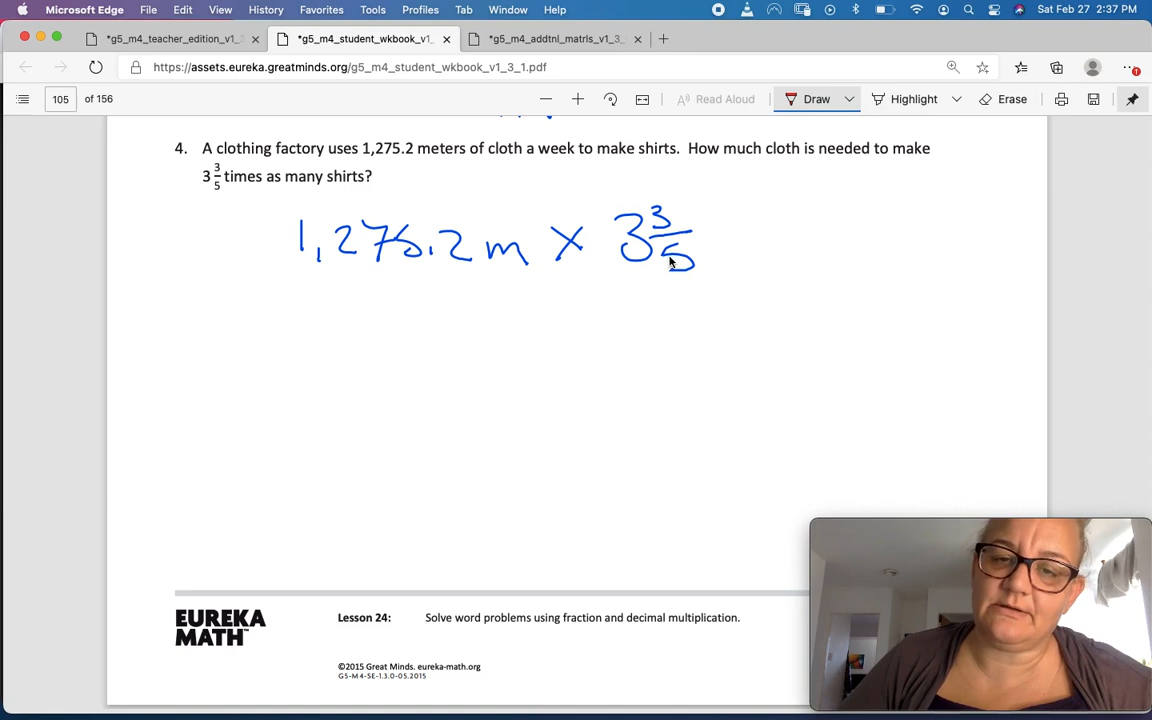 Microsoft Edge File Edit View History Favorites Tools Profiles Tab Window Help Sat Feb 27 2:37 PM
*g5_m4_teacher_edition_v1_ *g5_m4_student_wkbook_v1_ *g5_m4_addtnl_matrls_v1_3_
https://assets.eureka.greatminds.org/g5_m4_student_wkbook_v1_3_1.pdf
105 of 156 Read Aloud Draw Highlight Erase
4. A clothing factory uses 1,275.2 meters of cloth a week to make shirts. How much cloth is needed to make
3 3/5 times as many shirts?
1,275.2 m × 3 3/5
EUREKA MATH™
Lesson 24: Solve word problems using fraction and decimal multiplication.
©2015 Great Minds. eureka-math.org
G5-M4-SE-1.3.0-05.2015